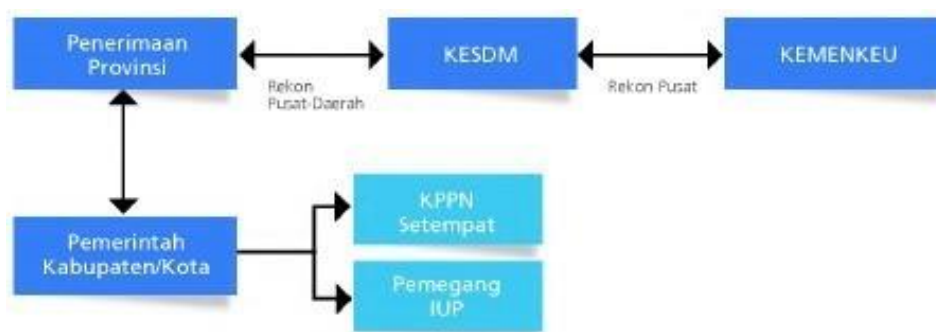 Penerimaan
Provinsi
KESDM
KEMENKEU
Rekon
Pusat-Daerah
Rekon Pusat
KPPN
Setempat
Pemerintah
Kabupaten/Kota
Pemegang
IUP